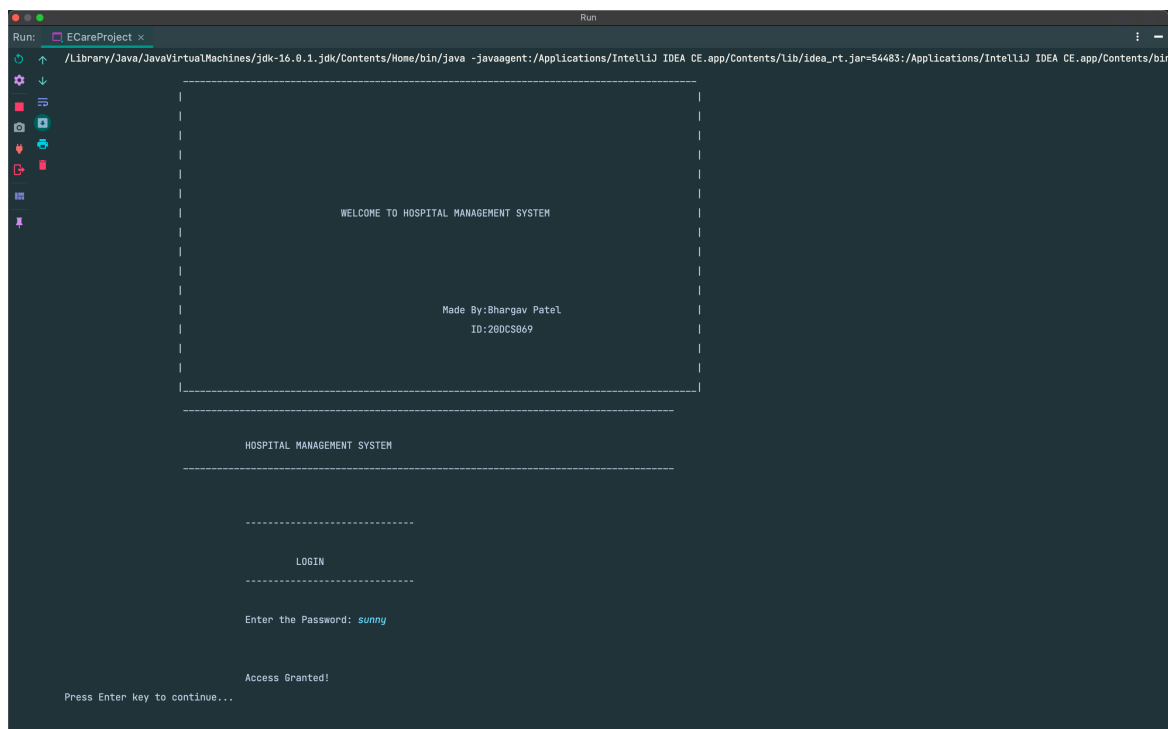 Run
Run: ECareProject ×
/Library/Java/JavaVirtualMachines/jdk-16.0.1.jdk/Contents/Home/bin/java -javaagent:/Applications/IntelliJ IDEA CE.app/Contents/lib/idea_rt.jar=54483:/Applications/IntelliJ IDEA CE.app/Contents/bin
WELCOME TO HOSPITAL MANAGEMENT SYSTEM
Made By:Bhargav Patel
ID:20DCS069
HOSPITAL MANAGEMENT SYSTEM
LOGIN
Enter the Password: sunny
Access Granted!
Press Enter key to continue...